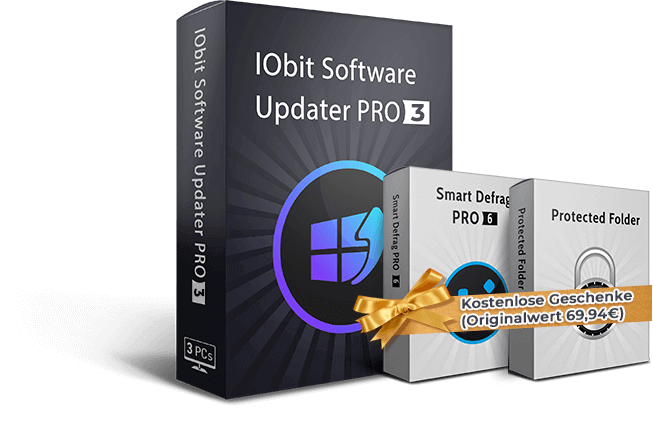 IObit Software
Updater PRO 3
IObit Software Updater PRO 3
3 PCs
Smart Defrag
PRO 6
Smart Defrag PRO 6
Protected Folder
Protected Folder
Kostenlose Geschenke
(Originalwert 69,94€)